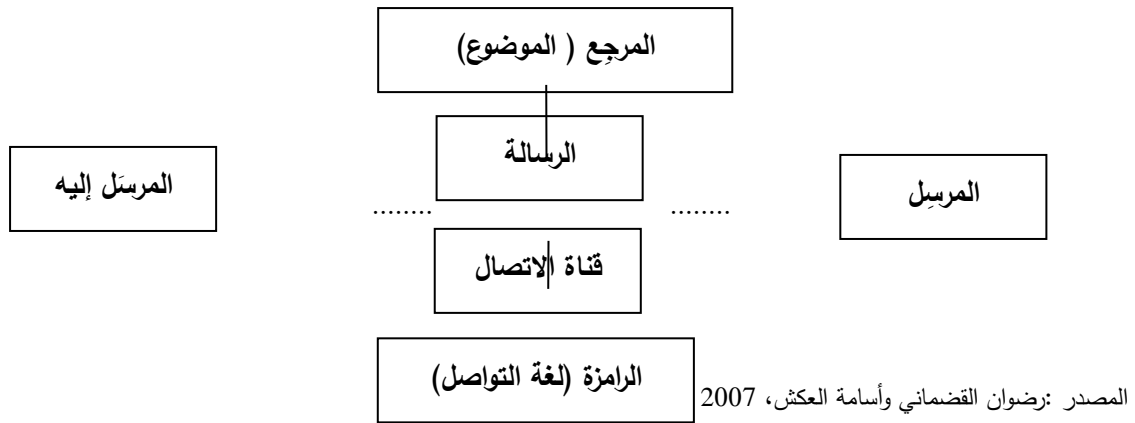 المرجِع ( الموضوع)
الرسالة
المرسِل
........
........
المرسَل إليه
قناة الاتصال
الرامزة (لغة التواصل)
المصدر :رضوان القضماني وأسامة العكش، 2007